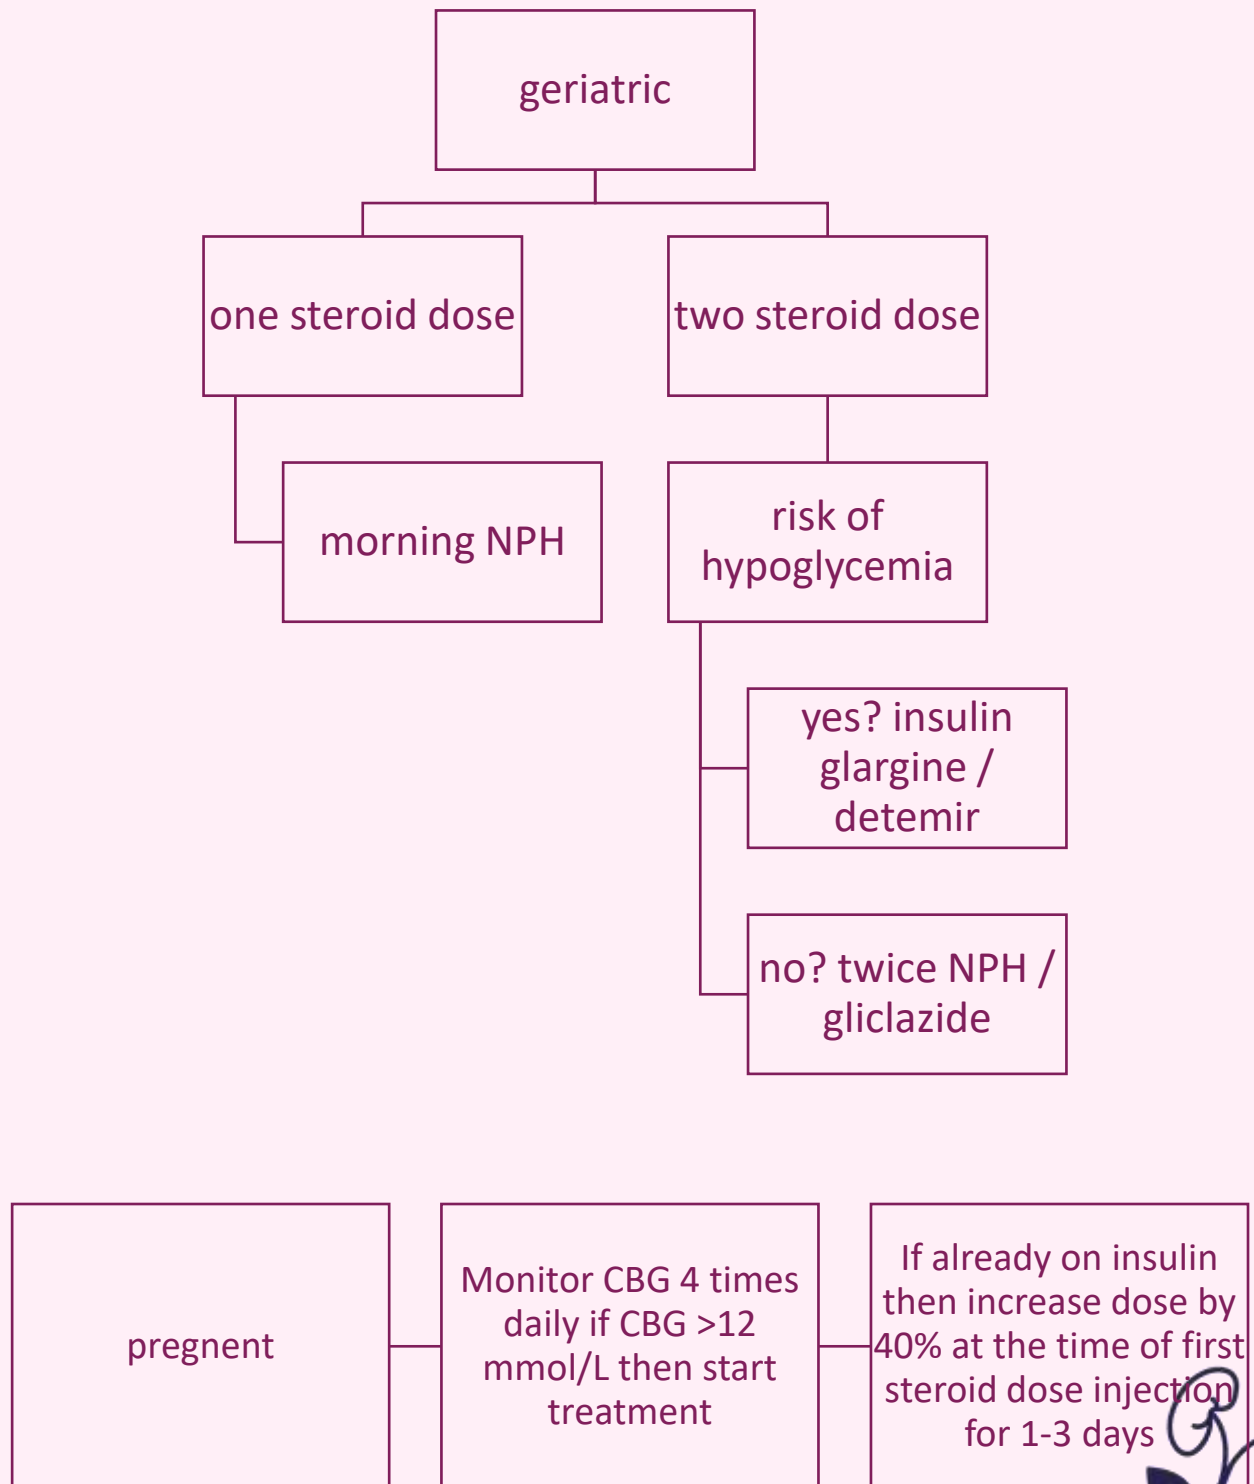 geriatric
one steroid dose
two steroid dose
morning NPH
risk of
hypoglycemia
yes? insulin
glargine /
detemir
no? twice NPH /
gliclazide
pregnent
Monitor CBG 4 times
daily if CBG >12
mmol/L then start
treatment
If already on insulin
then increase dose by
40% at the time of first
steroid dose injection
for 1-3 days